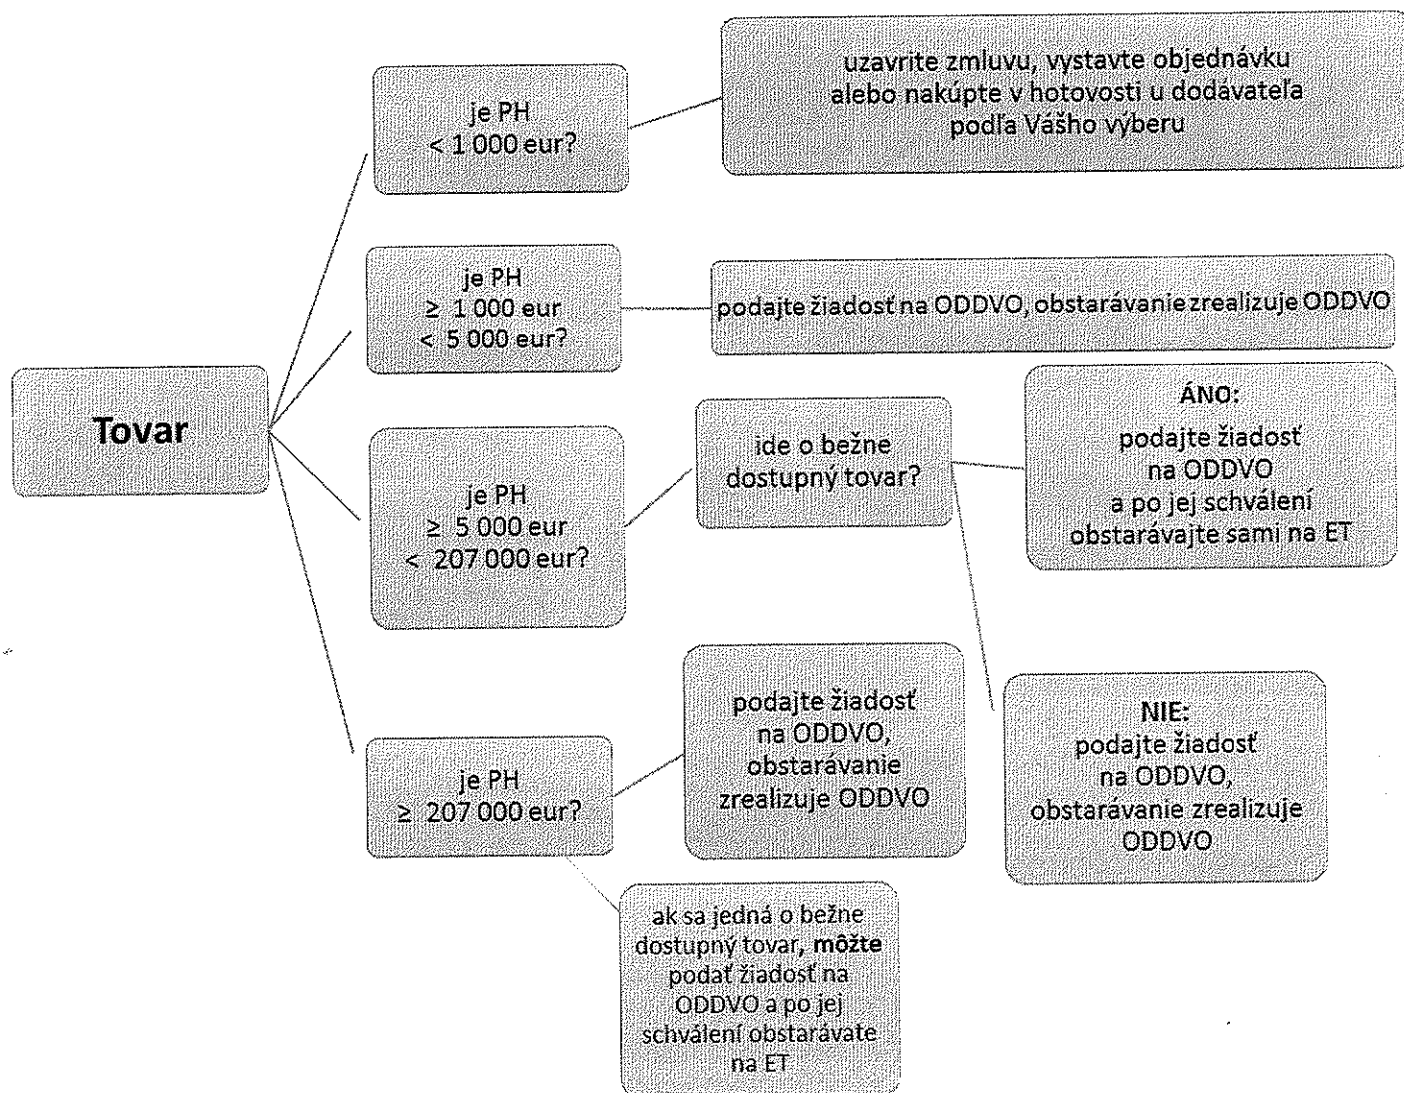 je PH
< 1 000 eur?
uzavrite zmluvu, vystavte objednávku
alebo nakúpte v hotovosti u dodávateľa
podľa Vášho výberu
je PH
≥ 1 000 eur
< 5 000 eur?
podajte žiadosť na ODDVO, obstarávanie zrealizuje ODDVO
Tovar
je PH
≥ 5 000 eur
< 207 000 eur?
ide o bežne
dostupný tovar?
ÁNO:
podajte žiadosť
na ODDVO
a po jej schválení
obstarávajte sami na ET
NIE:
podajte žiadosť
na ODDVO,
obstarávanie zrealizuje
ODDVO
je PH
≥ 207 000 eur?
podajte žiadosť
na ODDVO,
obstarávanie
zrealizuje ODDVO
ak sa jedná o bežne
dostupný tovar, môžte
podať žiadosť na
ODDVO a po jej
schválení obstarávate
na ET